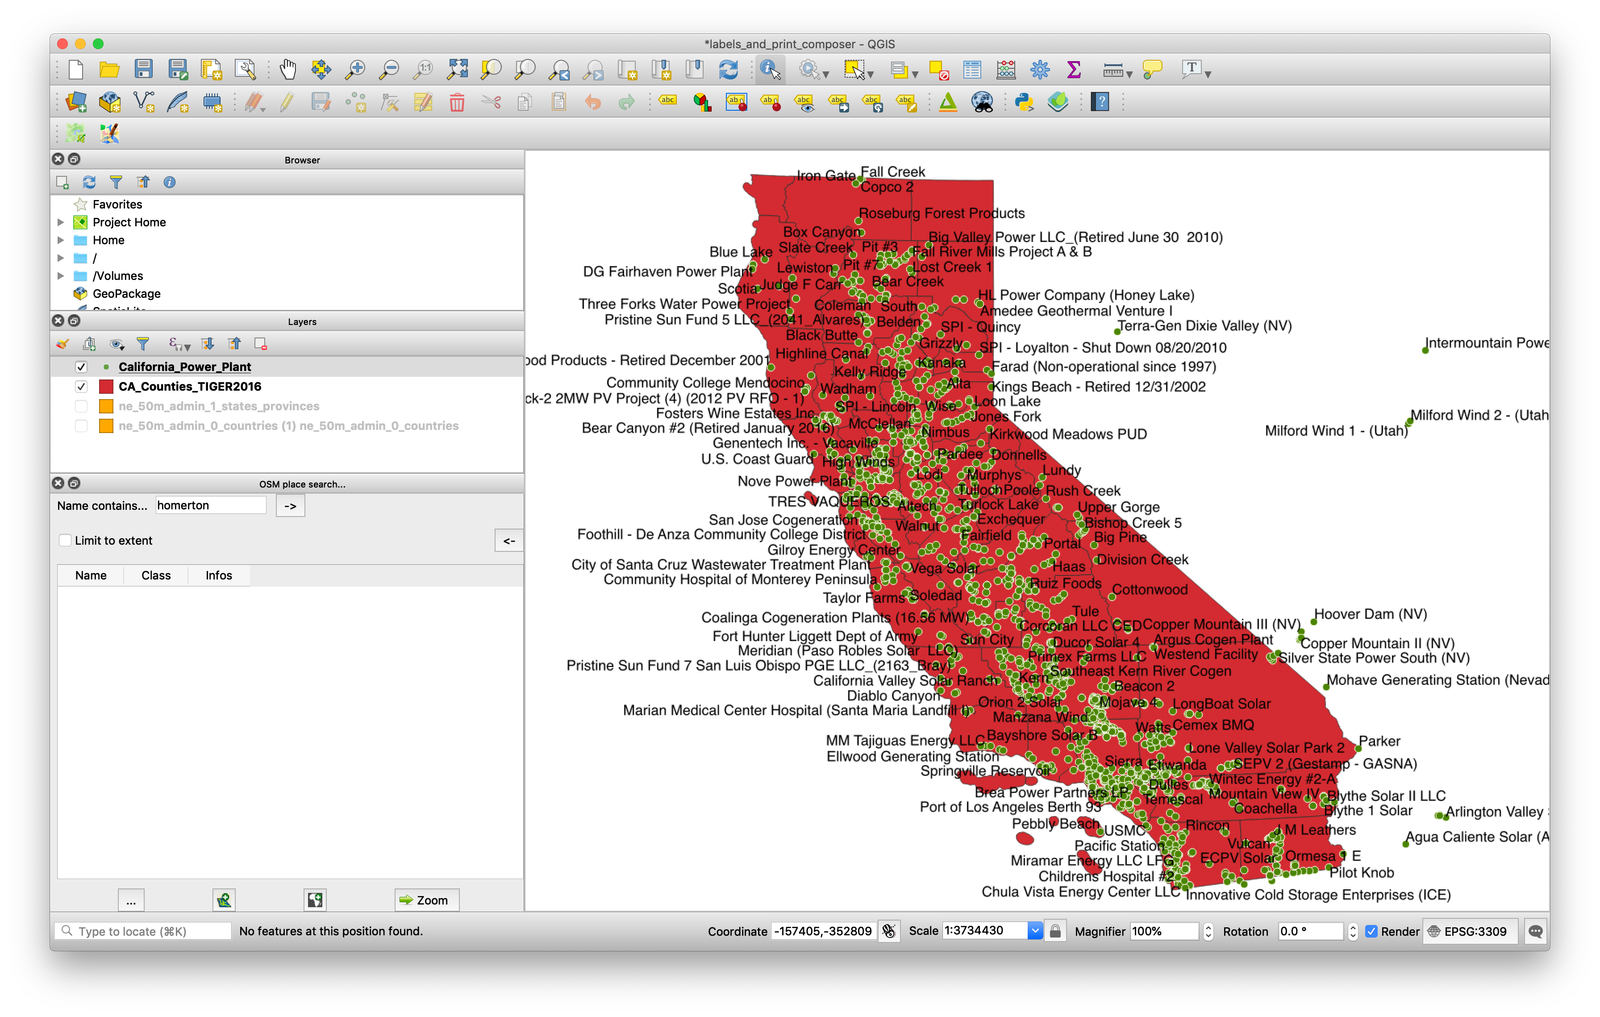 *labels_and_print_composer - QGIS
Browser
Favorites
Project Home
Home
/
/Volumes
GeoPackage
Layers
California_Power_Plant
CA_Counties_TIGER2016
ne_50m_admin_1_states_provinces
ne_50m_admin_0_countries (1) ne_50m_admin_0_countries
OSM place search...
Name contains... homerton ->
Limit to extent
<-
Name Class Infos
... Zoom
Iron Gate Fall Creek
Copco 2
Roseburg Forest Products
Box Canyon
Big Valley Power LLC_(Retired June 30 2010)
Blue Lake Slate Creek Pit #3 Fall River Mills Project A & B
DG Fairhaven Power Plant Lewiston Pit #7 Lost Creek 1
Scotia Judge F Carr Bear Creek
HL Power Company (Honey Lake)
Three Forks Water Power Project Coleman South
Amedee Geothermal Venture I
Pristine Sun Fund 5 LLC_(2041_Alvares) Belden
SPI - Quincy Terra-Gen Dixie Valley (NV)
Black Butte
Grizzly Intermountain Powe
Highline Canal SPI - Loyalton - Shut Down 08/20/2010
ood Products - Retired December 2001
Kanaka Farad (Non-operational since 1997)
Kelly Ridge
Community College Mendocino Wadham Alta Kings Beach - Retired 12/31/2002
ck-2 2MW PV Project (4) (2012 PV RFO - 1)
SPI - Lincoln Wise Loon Lake
Fosters Wine Estates Inc. Jones Fork Milford Wind 2 - (Utah
Bear Canyon #2 (Retired January 2016) McClellan
Nimbus Kirkwood Meadows PUD Milford Wind 1 - (Utah)
Genentech Inc. - Vacaville
U.S. Coast Guard High Winds Pardee Donnells
Nove Power Plant Lodi Murphys Lundy
Tulloch Poole Rush Creek
TRES VAQUEROS Altech Turlock Lake Upper Gorge
San Jose Cogeneration Walnut Exchequer Bishop Creek 5
Foothill - De Anza Community College District Fairfield Big Pine
Gilroy Energy Center Portal
City of Santa Cruz Wastewater Treatment Plant Vega Solar Haas Division Creek
Community Hospital of Monterey Peninsula Ruiz Foods
Taylor Farms Soledad Cottonwood
Coalinga Cogeneration Plants (16.56 MW) Tule Hoover Dam (NV)
Corcoran LLC CED Copper Mountain III (NV)
Fort Hunter Liggett Dept of Army Sun City Ducor Solar 4 Argus Cogen Plant Copper Mountain II (NV)
Meridian (Paso Robles Solar LLC) Primex Farms LLC Westend Facility Silver State Power South (NV)
Pristine Sun Fund 7 San Luis Obispo PGE LLC_(2163_Bray) Southeast Kern River Cogen
California Valley Solar Ranch Kern Beacon 2 Mohave Generating Station (Nevad
Diablo Canyon Orion 2 Solar Mojave 4 LongBoat Solar
Marian Medical Center Hospital (Santa Maria Landfill I)
Manzana Wind Watts Cemex BMQ
MM Tajiguas Energy LLC Bayshore Solar B Parker
Lone Valley Solar Park 2
Ellwood Generating Station Sierra Etiwanda SEPV 2 (Gestamp - GASNA)
Springville Reservoir Wintec Energy #2-A
Brea Power Partners LP Dulles Mountain View IV Blythe Solar II LLC
Port of Los Angeles Berth 93 Temescal Coachella Blythe 1 Solar Arlington Valley
Pebbly Beach USMC Rincon J M Leathers
Pacific Station Vulcan Agua Caliente Solar (A
Miramar Energy LLC LFG ECPV Solar Ormesa 1 E
Childrens Hospital #2 Pilot Knob
Chula Vista Energy Center LLC Innovative Cold Storage Enterprises (ICE)
Type to locate (⌘K) No features at this position found. Coordinate -157405,-352809 Scale 1:3734430 Magnifier 100% Rotation 0.0 ° Render EPSG:3309